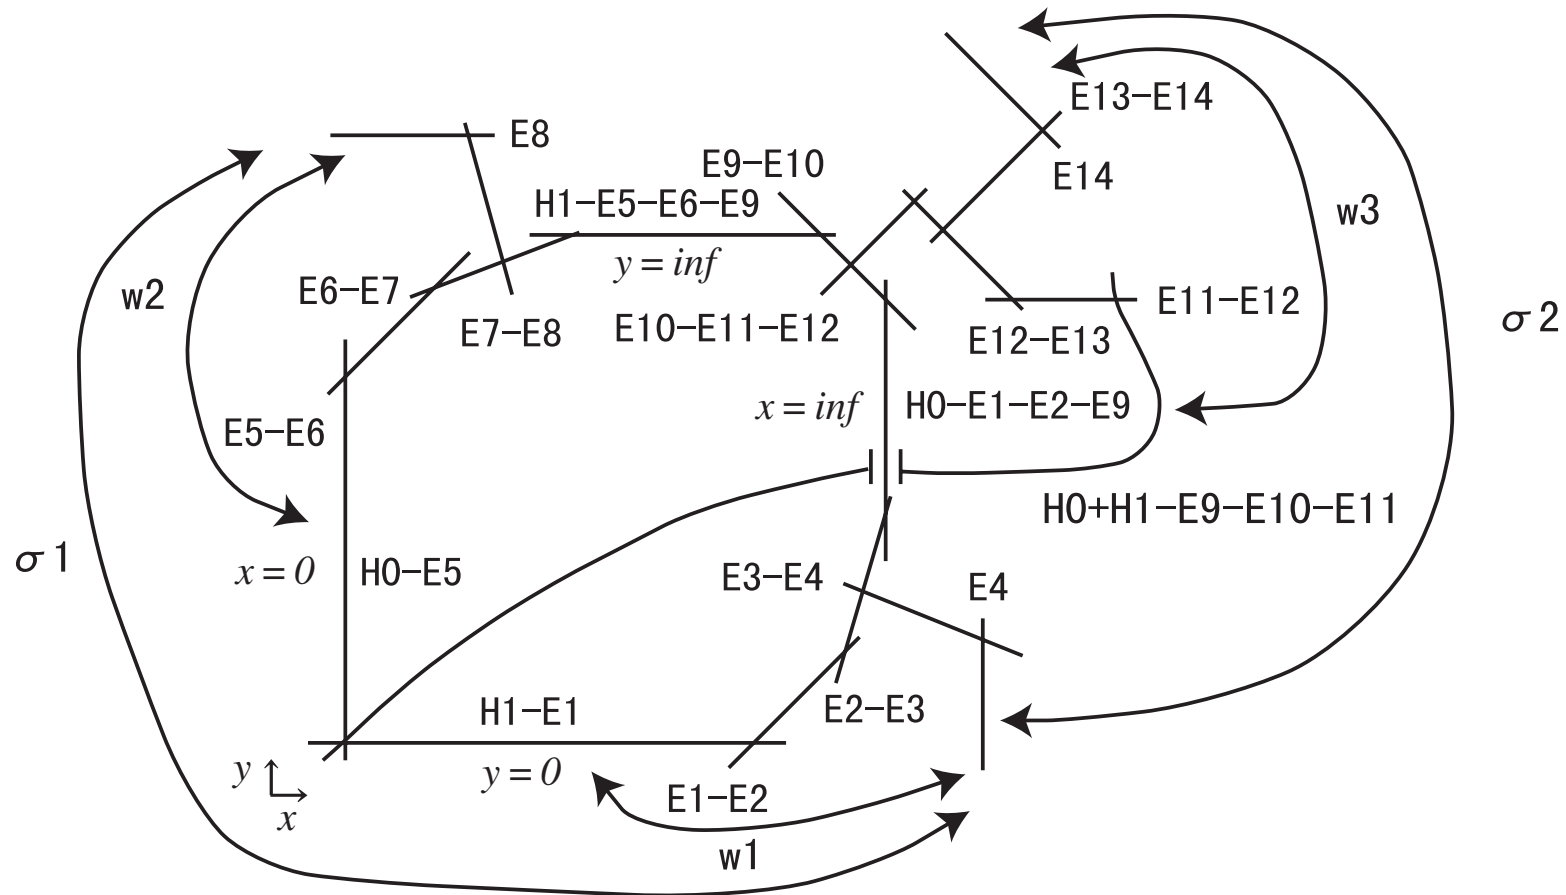 E13−E14
E8
E9−E10
E14
H1−E5−E6−E9
w3
y = inf
w2
E6−E7
E11−E12
E7−E8
E10−E11−E12
E12−E13
σ2
x = inf
H0−E1−E2−E9
E5−E6
H0+H1−E9−E10−E11
σ1
x = 0
H0−E5
E3−E4
E4
H1−E1
E2−E3
y = 0
y
x
E1−E2
w1